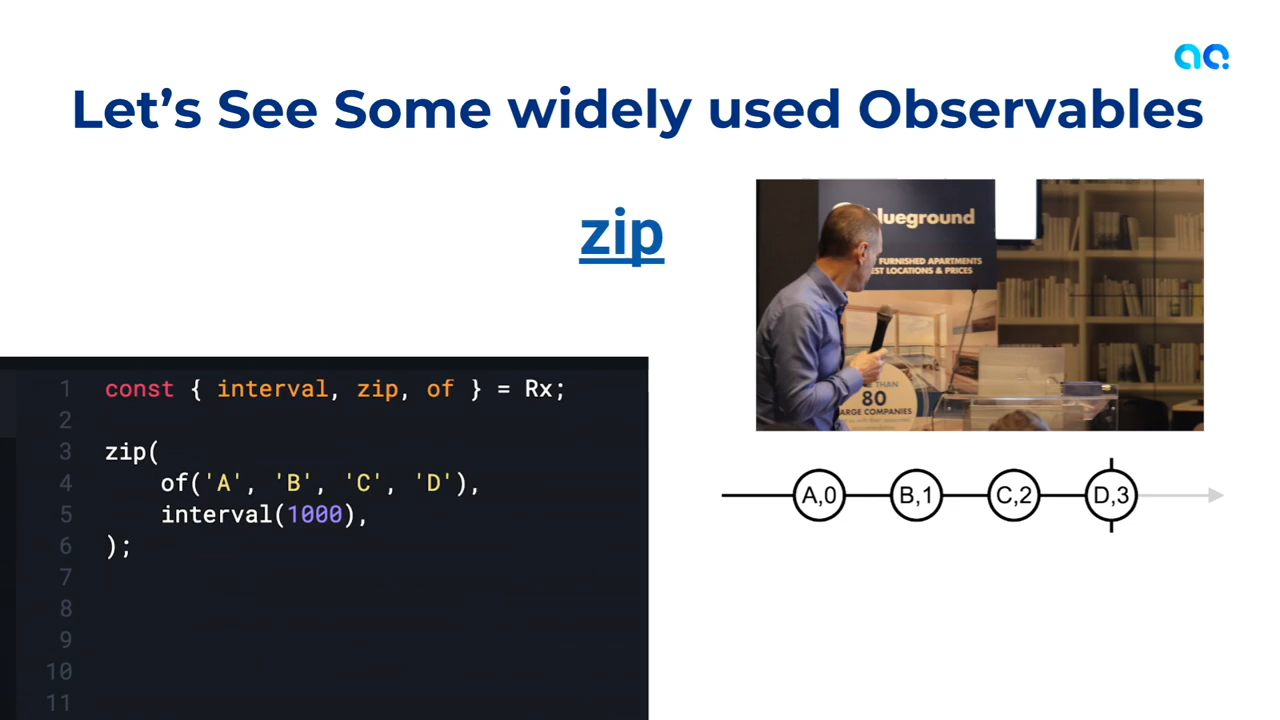 Let's See Some widely used Observables
zip
blueground
FURNISHED APARTMENTS
LOCATIONS & PRICES
THAN
80
LARGE COMPANIES
1 const { interval, zip, of } = Rx;
2
3 zip(
4 of('A', 'B', 'C', 'D'),
5 interval(1000),
6 );
7
8
9
10
11
A,0 B,1 C,2 D,3